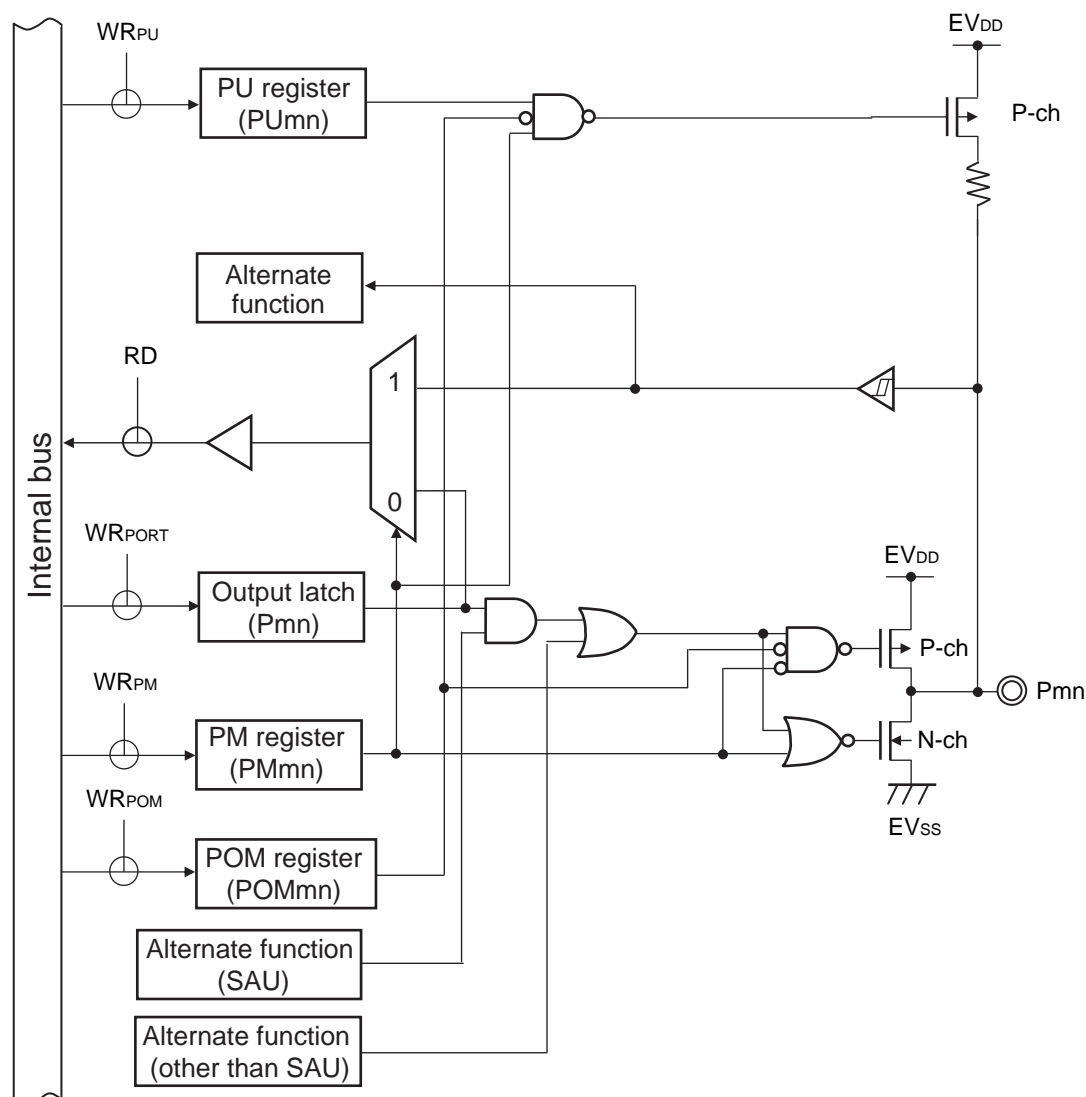 WRPU
PU register
(PUmn)
EVDD
P-ch
Alternate
function
RD
1
0
Internal bus
WRPORT
Output latch
(Pmn)
EVDD
P-ch
Pmn
WRPM
PM register
(PMmn)
N-ch
EVSS
WRPOM
POM register
(POMmn)
Alternate function
(SAU)
Alternate function
(other than SAU)